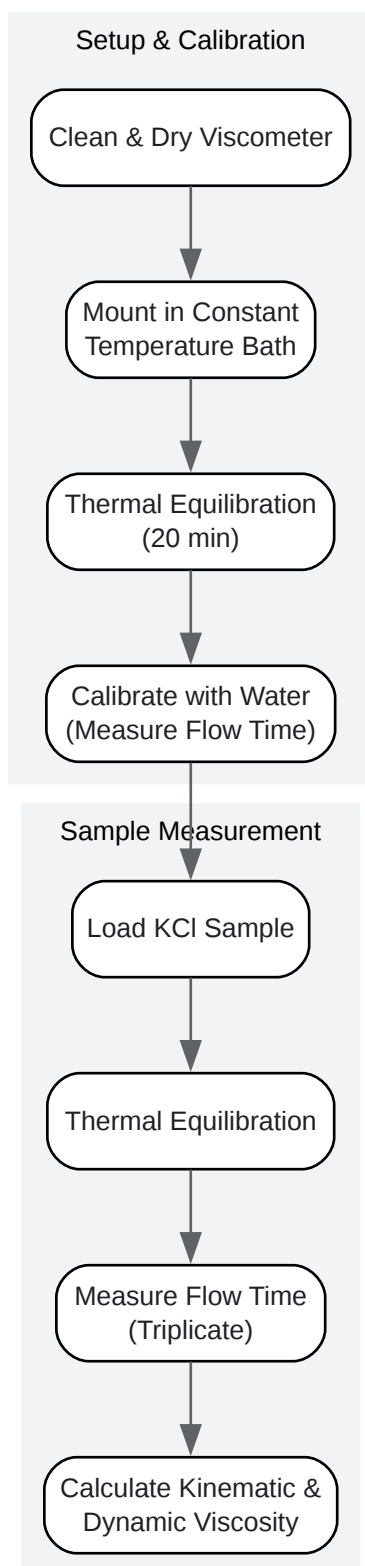 Setup & Calibration
Clean & Dry Viscometer
Mount in Constant
Temperature Bath
Thermal Equilibration
(20 min)
Calibrate with Water
(Measure Flow Time)
Sample Measurement
Load KCl Sample
Thermal Equilibration
Measure Flow Time
(Triplicate)
Calculate Kinematic &
Dynamic Viscosity